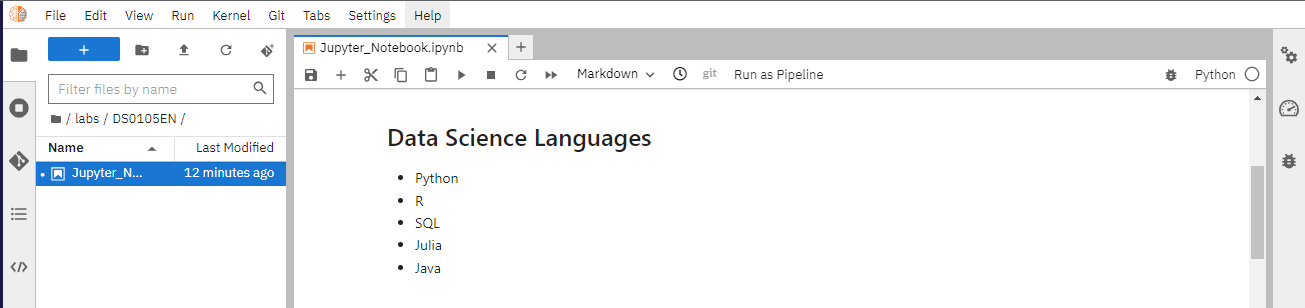 File Edit View Run Kernel Git Tabs Settings Help
+
Filter files by name
/ labs / DS0105EN /
Name Last Modified
Jupyter_N... 12 minutes ago
Jupyter_Notebook.ipynb
Markdown git Run as Pipeline Python
Data Science Languages
• Python
• R
• SQL
• Julia
• Java